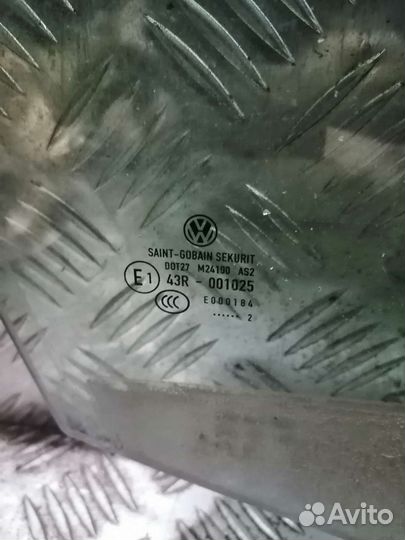 SAINT-GOBAIN SEKURIT
DOT27 M24190 AS2
E1 43R - 001025
CCC E000184
...... 2
Avito